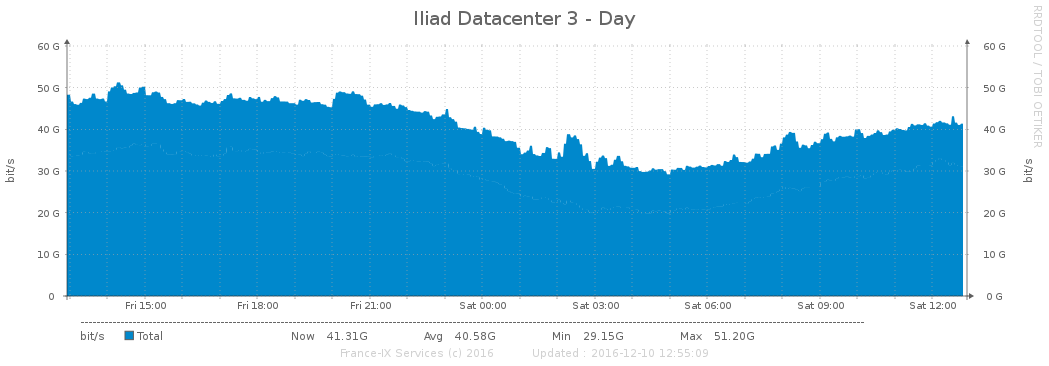 Iliad Datacenter 3 - Day
RRDTOOL / TOBI OETIKER
60 G 60 G
50 G 50 G
40 G 40 G
30 G 30 G
20 G 20 G
10 G 10 G
0 0 G
bit/s bit/s
Fri 15:00 Fri 18:00 Fri 21:00 Sat 00:00 Sat 03:00 Sat 06:00 Sat 09:00 Sat 12:00
bit/s Total Now 41.31G Avg 40.58G Min 29.15G Max 51.20G
France-IX Services (c) 2016 Updated : 2016-12-10 12:55:09